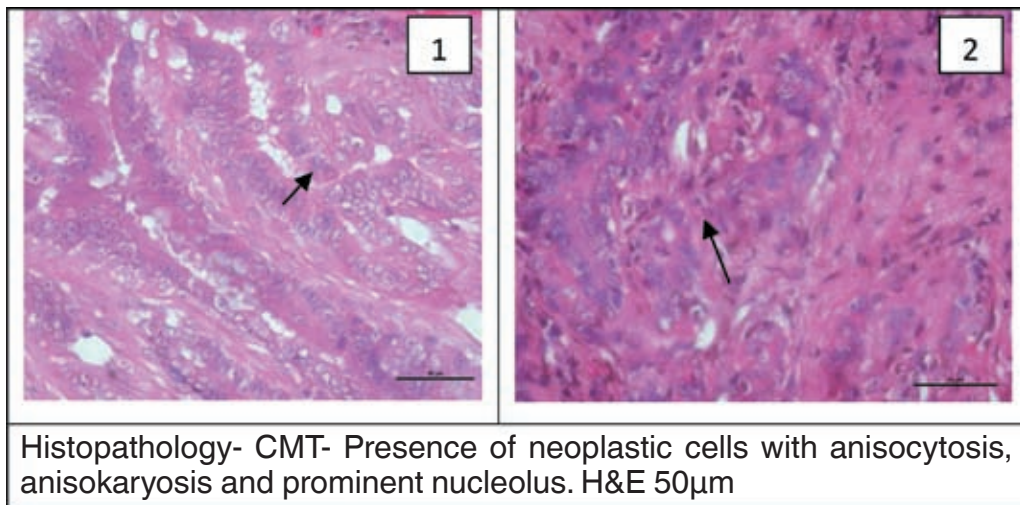 1
2
Histopathology- CMT- Presence of neoplastic cells with anisocytosis,
anisokaryosis and prominent nucleolus. H&E 50µm